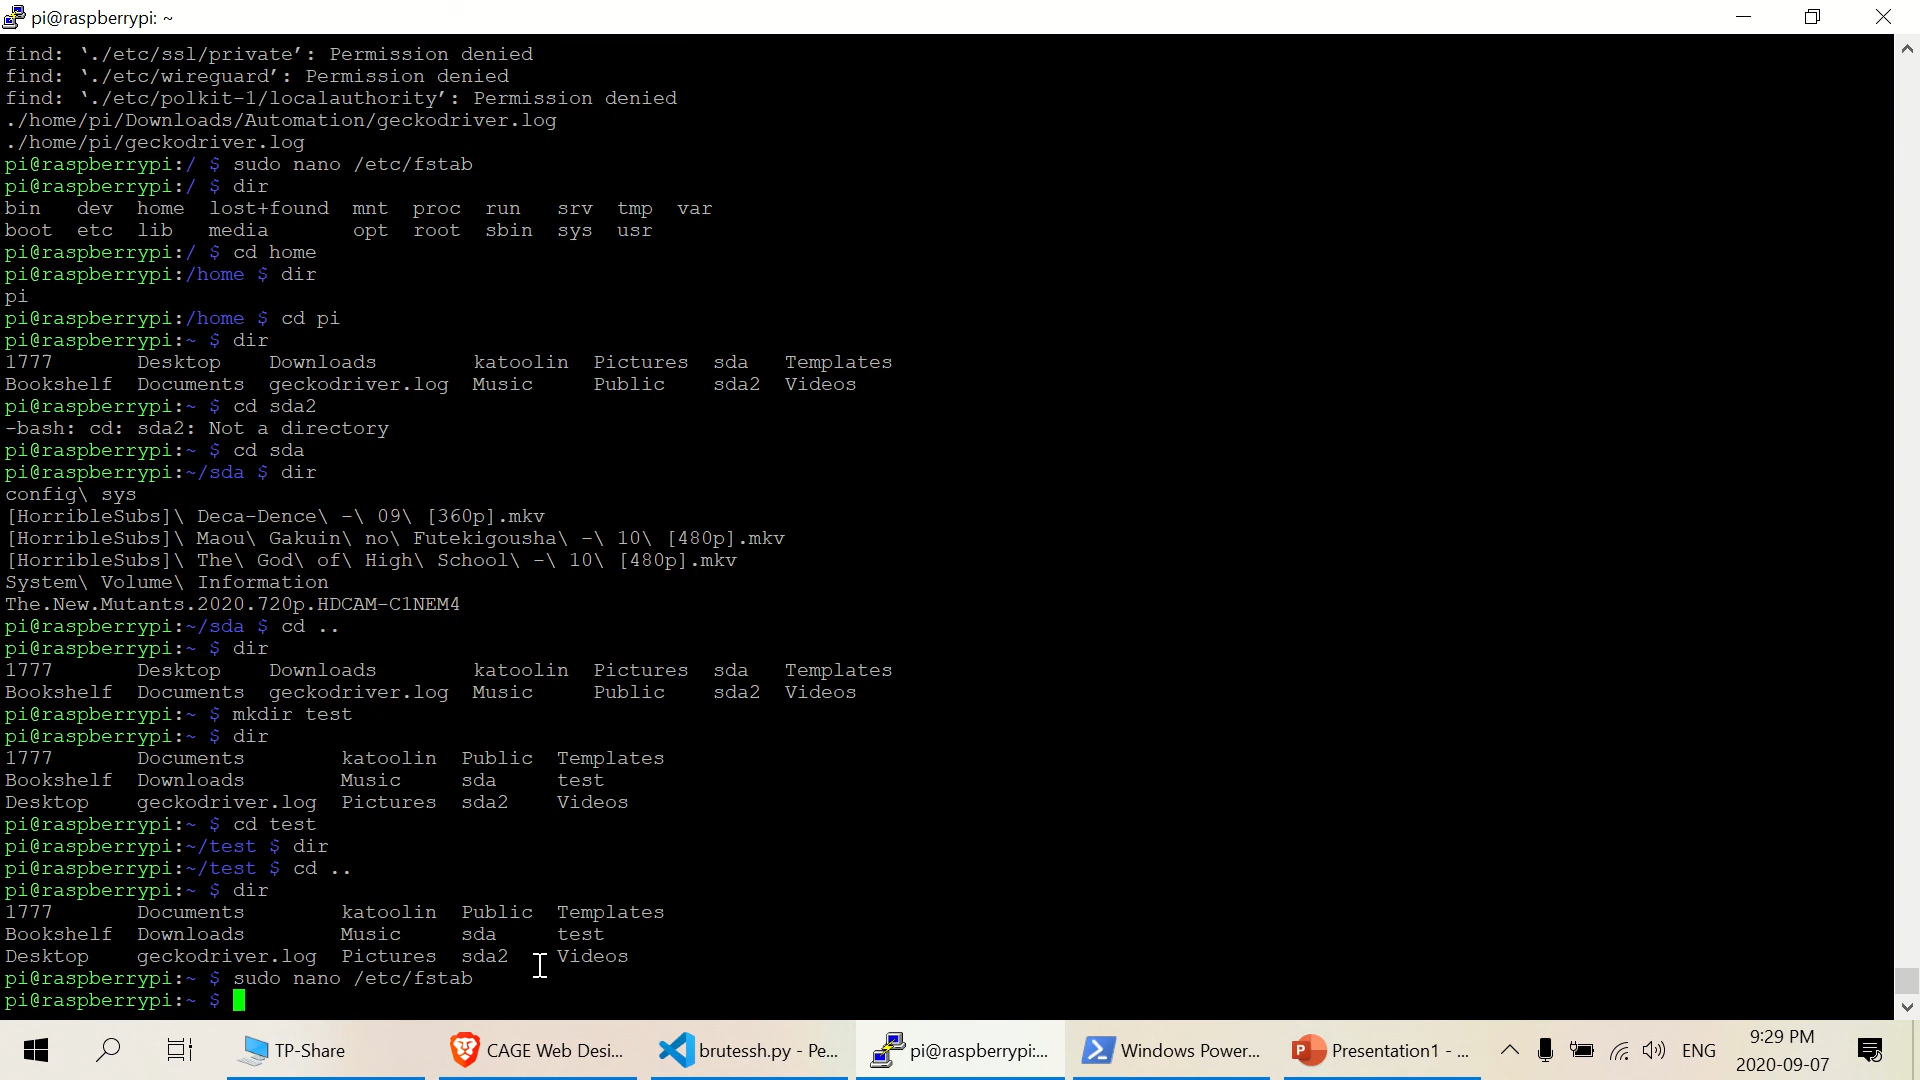 pi@raspberrypi: ~
find: ‘./etc/ssl/private’: Permission denied
find: ‘./etc/wireguard’: Permission denied
find: ‘./etc/polkit-1/localauthority’: Permission denied
./home/pi/Downloads/Automation/geckodriver.log
./home/pi/geckodriver.log
pi@raspberrypi:/ $ sudo nano /etc/fstab
pi@raspberrypi:/ $ dir
bin   dev  home  lost+found  mnt  proc  run   srv  tmp  var
boot  etc  lib   media       opt  root  sbin  sys  usr
pi@raspberrypi:/ $ cd home
pi@raspberrypi:/home $ dir
pi
pi@raspberrypi:/home $ cd pi
pi@raspberrypi:~ $ dir
1777       Desktop    Downloads        katoolin  Pictures  sda   Templates
Bookshelf  Documents  geckodriver.log  Music     Public    sda2  Videos
pi@raspberrypi:~ $ cd sda2
-bash: cd: sda2: Not a directory
pi@raspberrypi:~ $ cd sda
pi@raspberrypi:~/sda $ dir
config\ sys
[HorribleSubs]\ Deca-Dence\ -\ 09\ [360p].mkv
[HorribleSubs]\ Maou\ Gakuin\ no\ Futekigousha\ -\ 10\ [480p].mkv
[HorribleSubs]\ The\ God\ of\ High\ School\ -\ 10\ [480p].mkv
System\ Volume\ Information
The.New.Mutants.2020.720p.HDCAM-C1NEM4
pi@raspberrypi:~/sda $ cd ..
pi@raspberrypi:~ $ dir
1777       Desktop    Downloads        katoolin  Pictures  sda   Templates
Bookshelf  Documents  geckodriver.log  Music     Public    sda2  Videos
pi@raspberrypi:~ $ mkdir test
pi@raspberrypi:~ $ dir
1777       Documents        katoolin  Public  Templates
Bookshelf  Downloads        Music     sda     test
Desktop    geckodriver.log  Pictures  sda2    Videos
pi@raspberrypi:~ $ cd test
pi@raspberrypi:~/test $ dir
pi@raspberrypi:~/test $ cd ..
pi@raspberrypi:~ $ dir
1777       Documents        katoolin  Public  Templates
Bookshelf  Downloads        Music     sda     test
Desktop    geckodriver.log  Pictures  sda2    Videos
pi@raspberrypi:~ $ sudo nano /etc/fstab
pi@raspberrypi:~ $
TP-Share
CAGE Web Desi...
brutessh.py - Pe...
pi@raspberrypi:...
Windows Power...
Presentation1 - ...
ENG
9:29 PM
2020-09-07